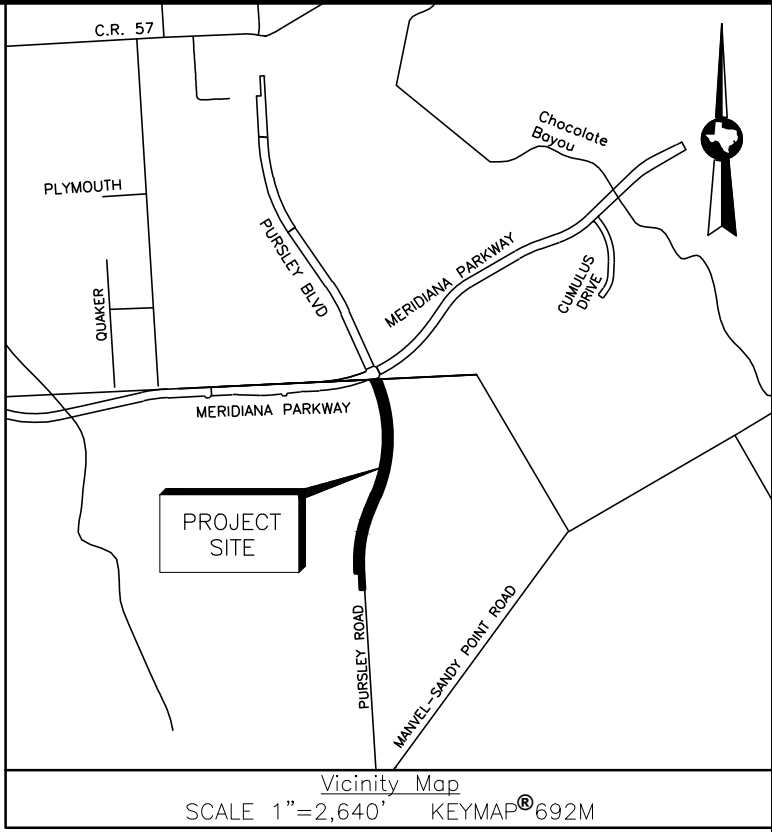 C.R. 57
Chocolate
Bayou
PLYMOUTH
PURSLEY BLVD
MERIDIANA PARKWAY
CUMULUS
DRIVE
QUAKER
MERIDIANA PARKWAY
PROJECT
SITE
PURSLEY ROAD
MANVEL-SANDY POINT ROAD
Vicinity Map
SCALE 1"=2,640' KEYMAP® 692M